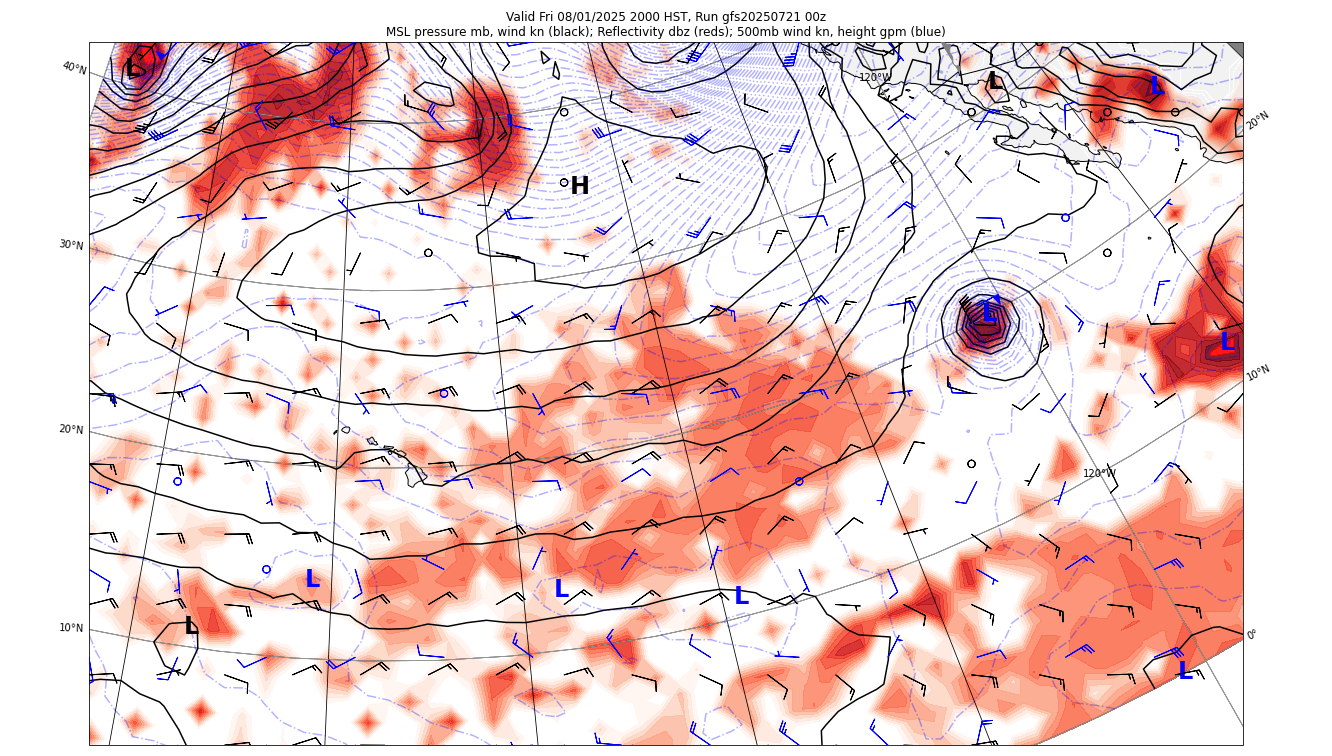 Valid Fri 08/01/2025 2000 HST, Run gfs20250721 00z
MSL pressure mb, wind kn (black); Reflectivity dbz (reds); 500mb wind kn, height gpm (blue)
40°N
L
120°W
L
L
20°N
L
H
30°N
L
L
10°N
20°N
120°W
L
L
L
10°N
L
0°
L